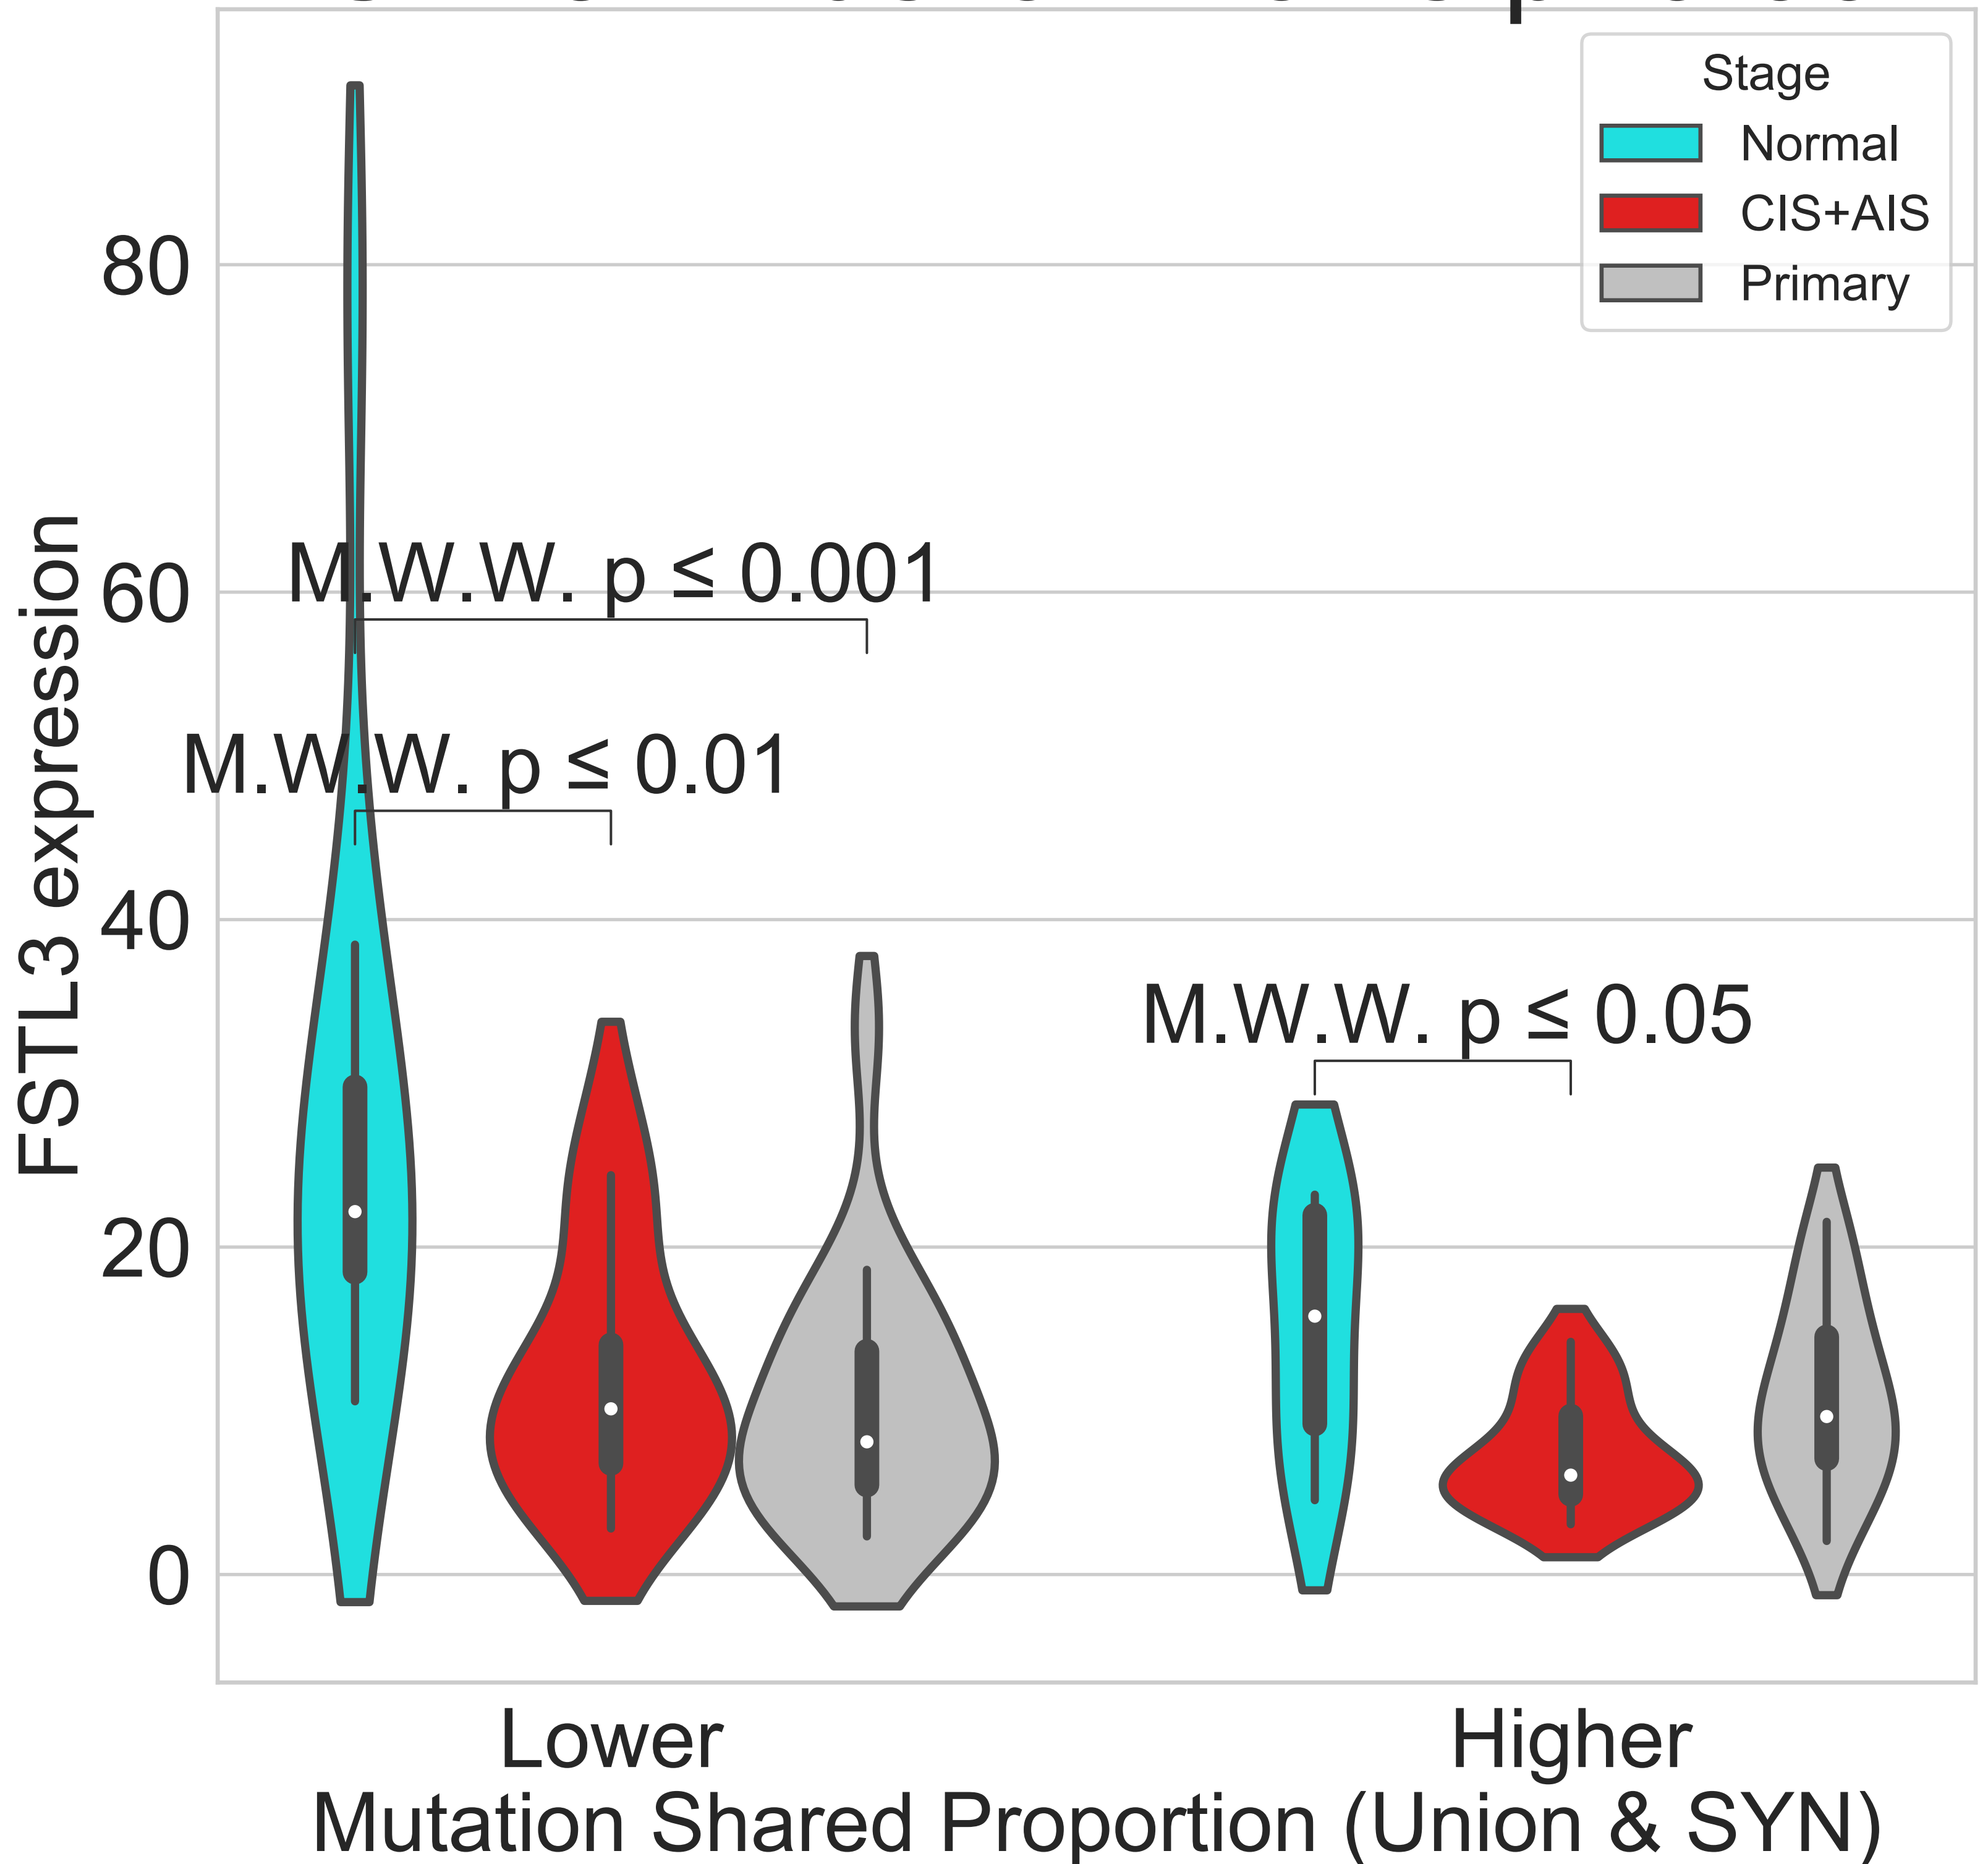 Stage
Normal
CIS+AIS
Primary
80
60
40
20
0
FSTL3 expression
M.W.W. p ≤ 0.001
M.W.W. p ≤ 0.01
M.W.W. p ≤ 0.05
Lower
Higher
Mutation Shared Proportion (Union & SYN)